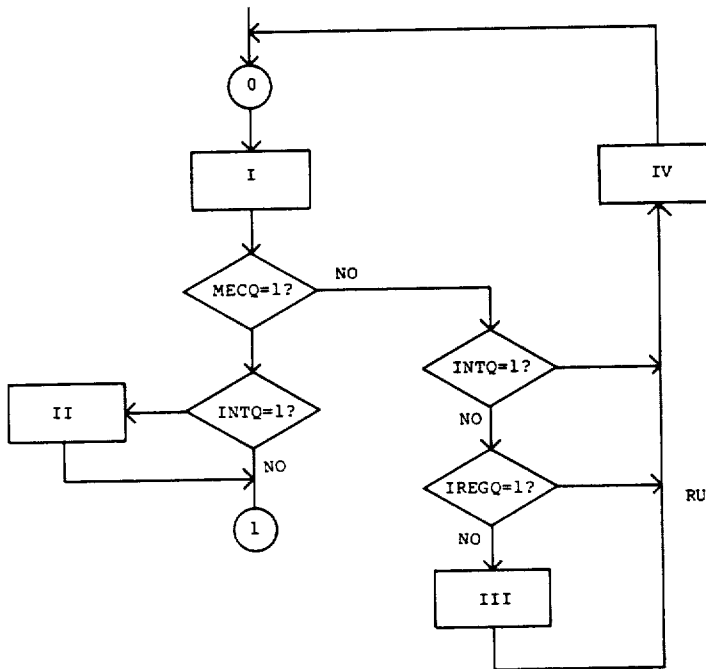 0
I
IV
MECQ=1?
NO
INTQ=1?
II
INTQ=1?
NO
NO
IREGQ=1?
RU
1
NO
III